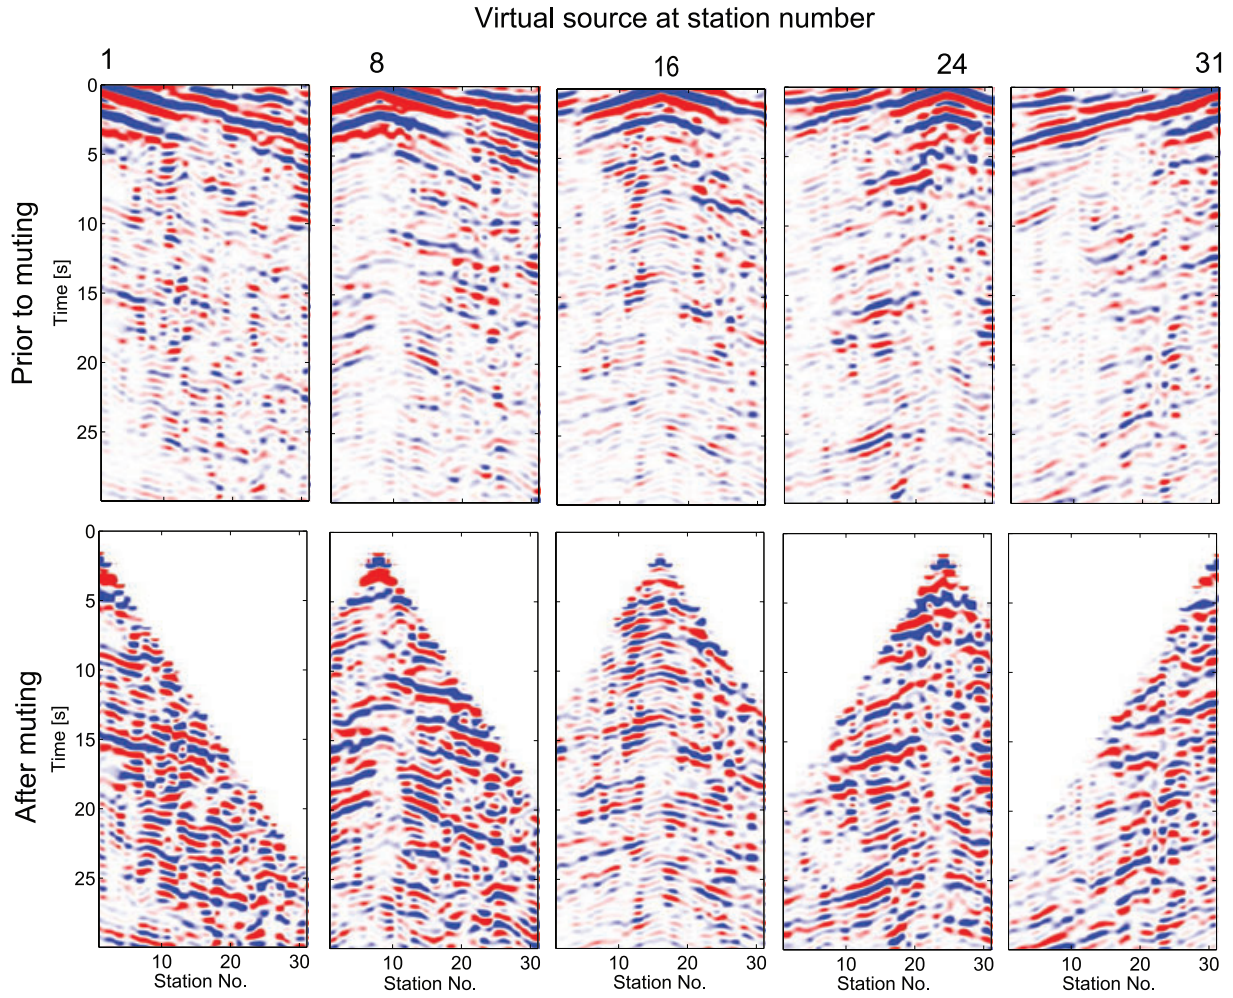 Virtual source at station number
1 8 16 24 31
Prior to muting
Time [s]
0
5
10
15
20
25
After muting
Time [s]
0
5
10
15
20
25
10 20 30 10 20 30 10 20 30 10 20 30 10 20 30
Station No. Station No. Station No. Station No. Station No.